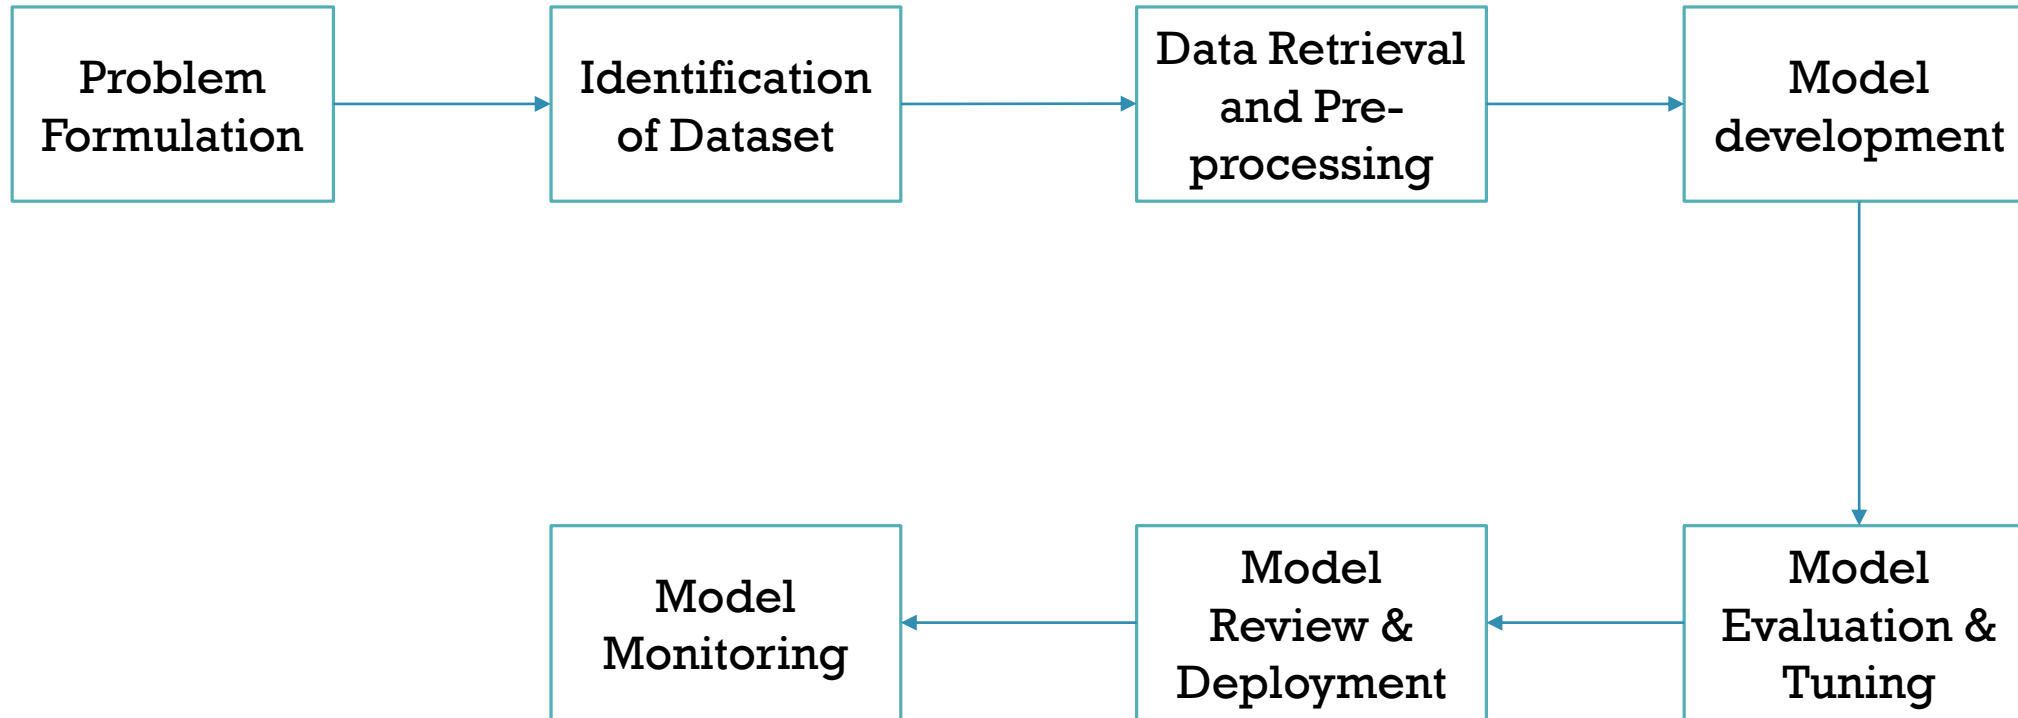 Problem
Formulation
Identification
of Dataset
Data Retrieval
and Pre-
processing
Model
development
Model
Evaluation &
Tuning
Model
Review &
Deployment
Model
Monitoring